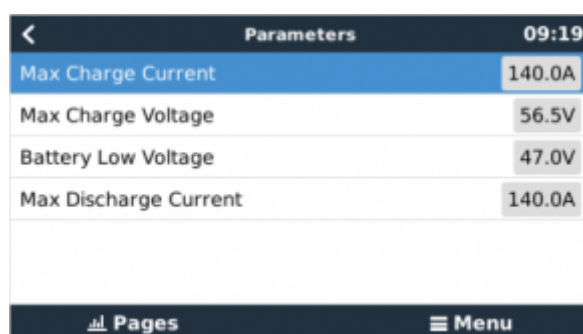 Parameters 09:19
Max Charge Current 140.0A
Max Charge Voltage 56.5V
Battery Low Voltage 47.0V
Max Discharge Current 140.0A
Pages Menu